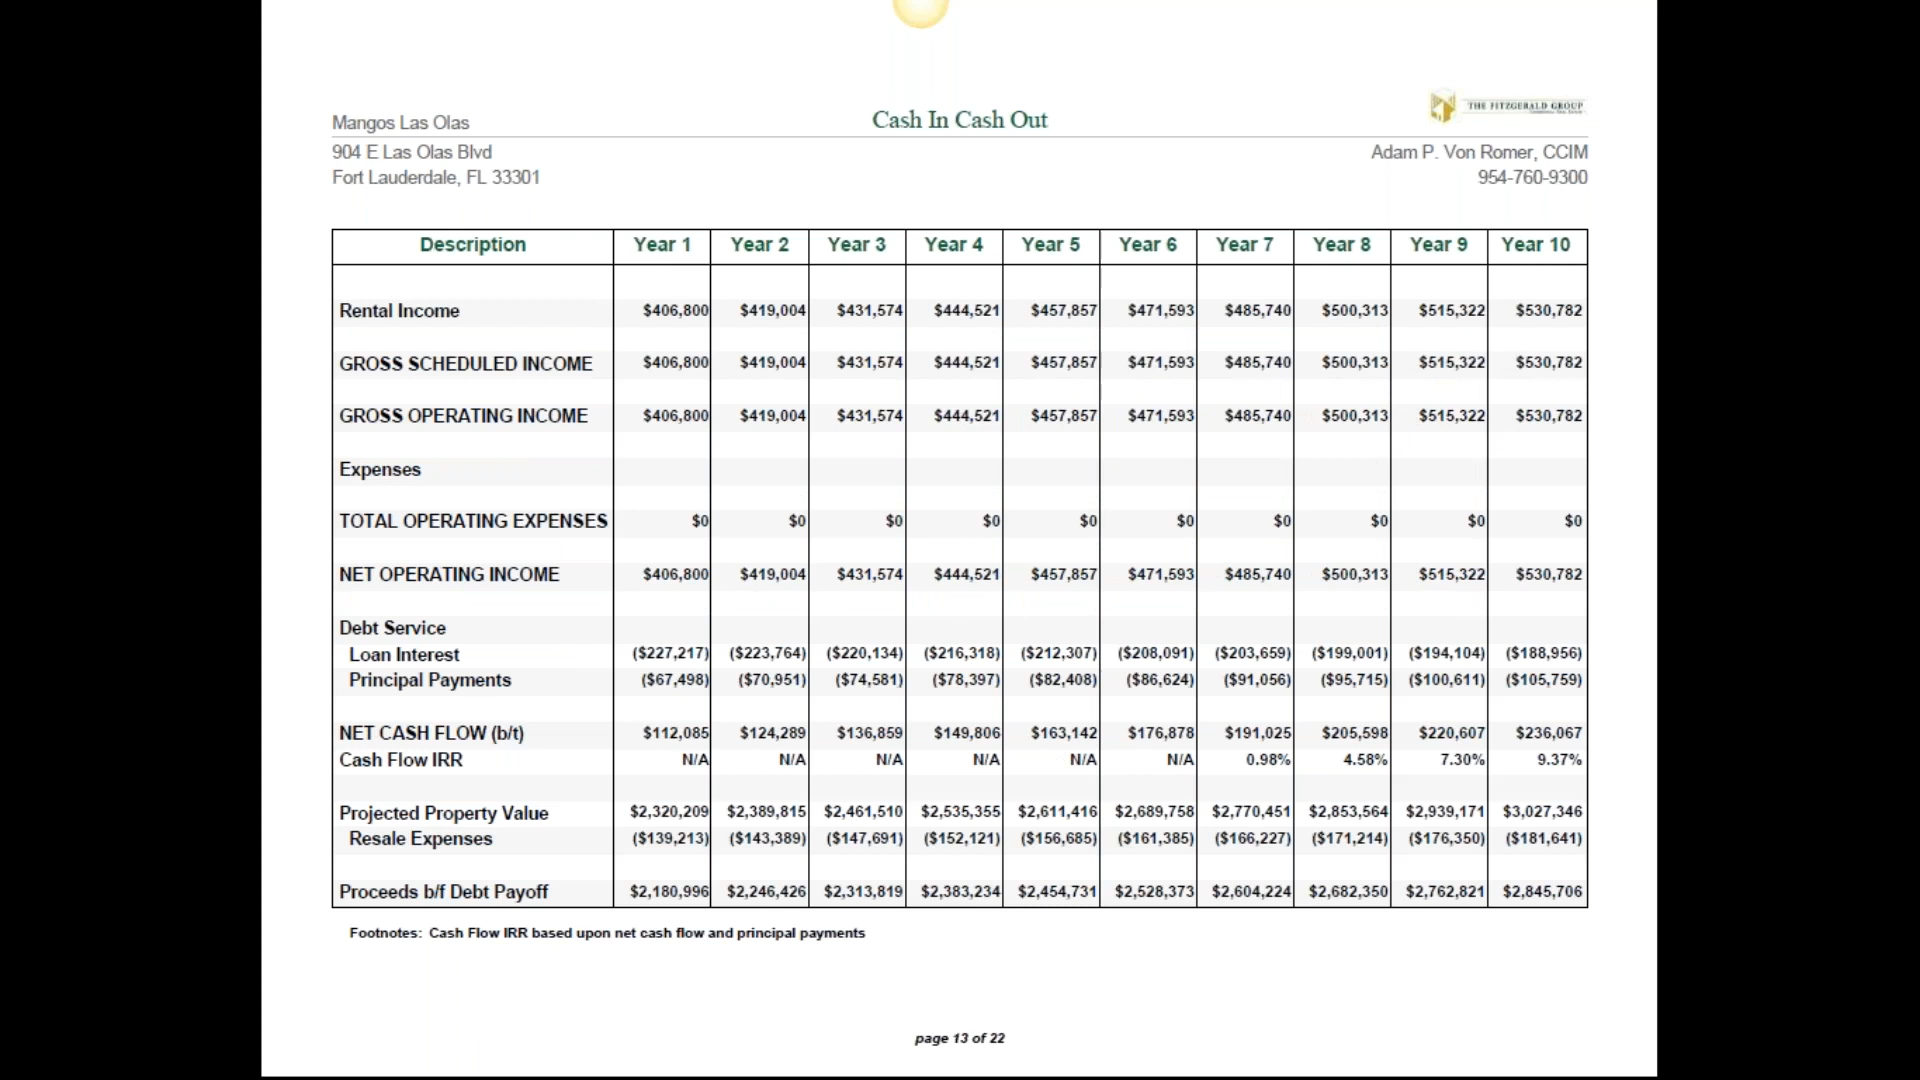 Mangos Las Olas
Cash In Cash Out
THE FITZGERALD GROUP
904 E Las Olas Blvd
Adam P. Von Romer, CCIM
Fort Lauderdale, FL 33301
954-760-9300
Description Year 1 Year 2 Year 3 Year 4 Year 5 Year 6 Year 7 Year 8 Year 9 Year 10
Rental Income $406,800 $419,004 $431,574 $444,521 $457,857 $471,593 $485,740 $500,313 $515,322 $530,782
GROSS SCHEDULED INCOME $406,800 $419,004 $431,574 $444,521 $457,857 $471,593 $485,740 $500,313 $515,322 $530,782
GROSS OPERATING INCOME $406,800 $419,004 $431,574 $444,521 $457,857 $471,593 $485,740 $500,313 $515,322 $530,782
Expenses
TOTAL OPERATING EXPENSES $0 $0 $0 $0 $0 $0 $0 $0 $0 $0
NET OPERATING INCOME $406,800 $419,004 $431,574 $444,521 $457,857 $471,593 $485,740 $500,313 $515,322 $530,782
Debt Service
Loan Interest ($227,217) ($223,764) ($220,134) ($216,318) ($212,307) ($208,091) ($203,659) ($199,001) ($194,104) ($188,956)
Principal Payments ($67,498) ($70,951) ($74,581) ($78,397) ($82,408) ($86,624) ($91,056) ($95,715) ($100,611) ($105,759)
NET CASH FLOW (b/t) $112,085 $124,289 $136,859 $149,806 $163,142 $176,878 $191,025 $205,598 $220,607 $236,067
Cash Flow IRR N/A N/A N/A N/A N/A N/A 0.98% 4.58% 7.30% 9.37%
Projected Property Value $2,320,209 $2,389,815 $2,461,510 $2,535,355 $2,611,416 $2,689,758 $2,770,451 $2,853,564 $2,939,171 $3,027,346
Resale Expenses ($139,213) ($143,389) ($147,691) ($152,121) ($156,685) ($161,385) ($166,227) ($171,214) ($176,350) ($181,641)
Proceeds b/f Debt Payoff $2,180,996 $2,246,426 $2,313,819 $2,383,234 $2,454,731 $2,528,373 $2,604,224 $2,682,350 $2,762,821 $2,845,706
Footnotes: Cash Flow IRR based upon net cash flow and principal payments
page 13 of 22